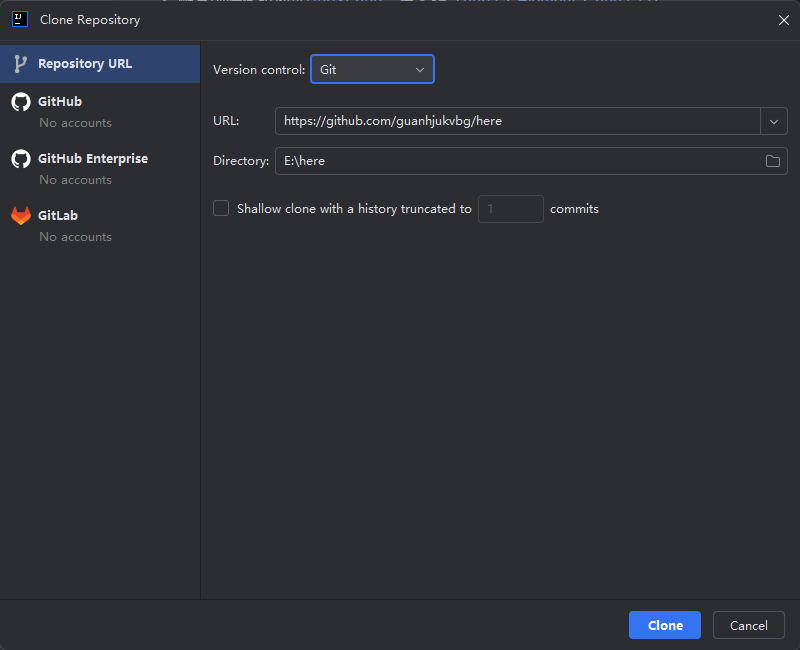 Clone Repository
Repository URL
GitHub
No accounts
GitHub Enterprise
No accounts
GitLab
No accounts
Version control: Git
URL: https://github.com/guanhjukvbg/here
Directory: E:\here
Shallow clone with a history truncated to 1 commits
Clone Cancel